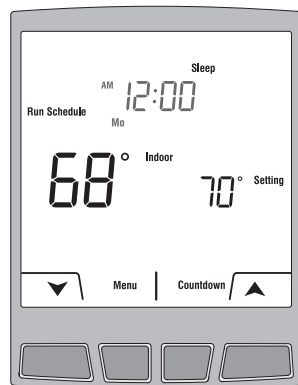 Sleep
AM 12:00
Run Schedule
Mo
68° Indoor
70° Setting
Menu Countdown